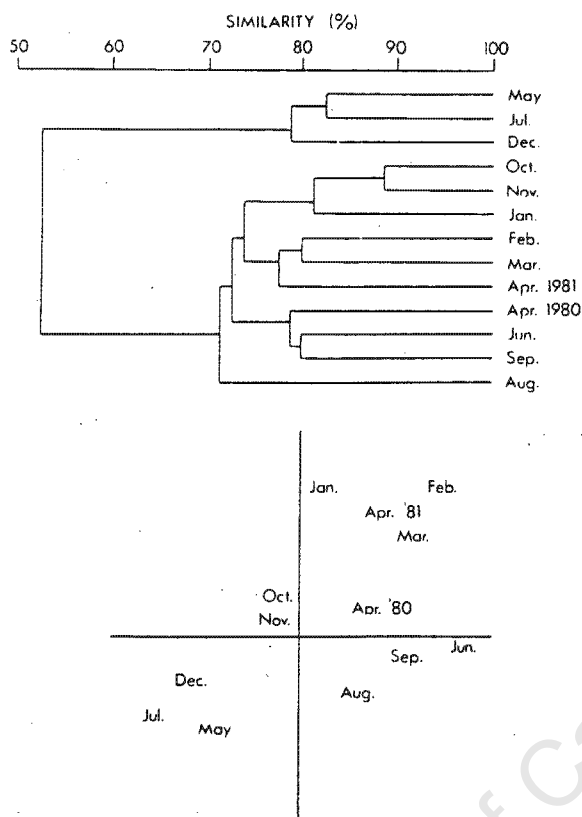 SIMILARITY (%)
50 60 70 80 90 100
May
Jul.
Dec.
Oct.
Nov.
Jan.
Feb.
Mar.
Apr. 1981
Apr. 1980
Jun.
Sep.
Aug.
Jan. Feb.
Apr. '81
Mar.
Oct. Apr. '80
Nov.
Sep. Jun.
Dec. Aug.
Jul.
May